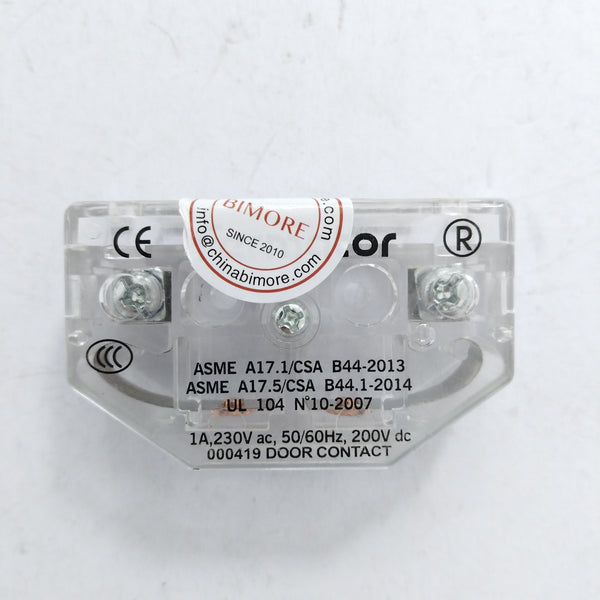 BIMORE
SINCE 2010
info@chinabimore.com
CE
tor
®
CCC
ASME A17.1/CSA B44-2013
ASME A17.5/CSA B44.1-2014
UL 104 N°10-2007
1A,230V ac, 50/60Hz, 200V dc
000419 DOOR CONTACT